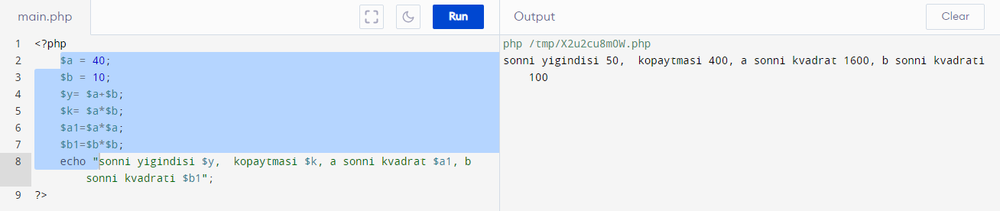 main.php
Run
Output
Clear
1 <?php
2 $a = 40;
3 $b = 10;
4 $y= $a+$b;
5 $k= $a*$b;
6 $a1=$a*$a;
7 $b1=$b*$b;
8 echo "sonni yigindisi $y,  kopaytmasi $k, a sonni kvadrat $a1, b
sonni kvadrati $b1";
9 ?>
php /tmp/X2u2cu8mOW.php
sonni yigindisi 50,  kopaytmasi 400, a sonni kvadrat 1600, b sonni kvadrati
100